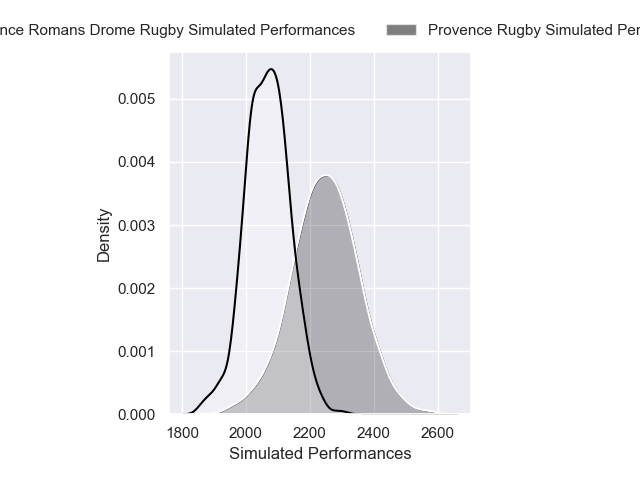 nce Romans Drome Rugby Simulated Performances Provence Rugby Simulated Per
0.005
0.004
0.003
0.002
0.001
0.000
Density
1800 2000 2200 2400 2600
Simulated Performances